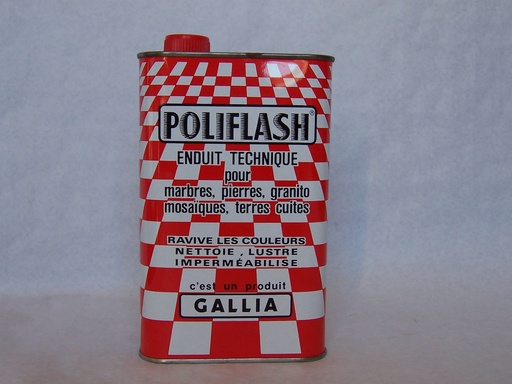 POLIFLASH®
ENDUIT TECHNIQUE
pour
marbres, pierres, granito
mosaïques, terres cuites
RAVIVE LES COULEURS
NETTOIE, LUSTRE
IMPERMÉABILISE
c'est un produit
GALLIA